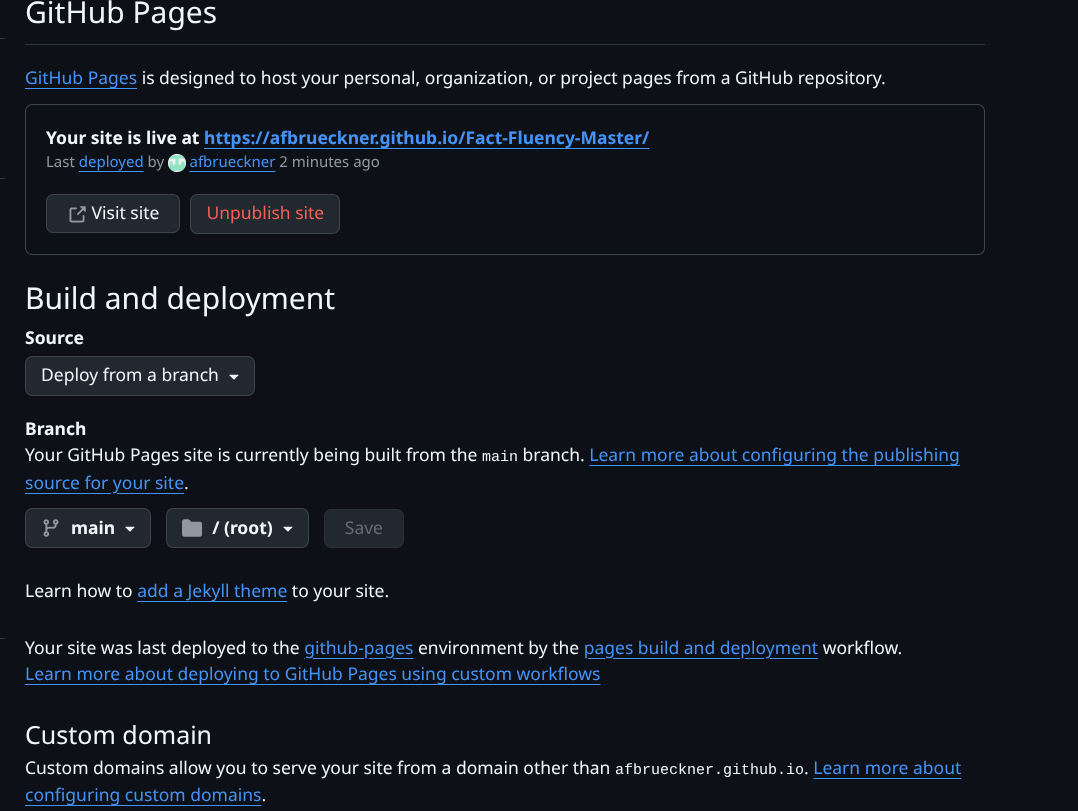 GitHub Pages
GitHub Pages is designed to host your personal, organization, or project pages from a GitHub repository.
Your site is live at https://afbrueckner.github.io/Fact-Fluency-Master/
Last deployed by afbrueckner 2 minutes ago
Visit site
Unpublish site
Build and deployment
Source
Deploy from a branch
Branch
Your GitHub Pages site is currently being built from the main branch. Learn more about configuring the publishing
source for your site.
main
/ (root)
Save
Learn how to add a Jekyll theme to your site.
Your site was last deployed to the github-pages environment by the pages build and deployment workflow.
Learn more about deploying to GitHub Pages using custom workflows
Custom domain
Custom domains allow you to serve your site from a domain other than afbrueckner.github.io. Learn more about
configuring custom domains.